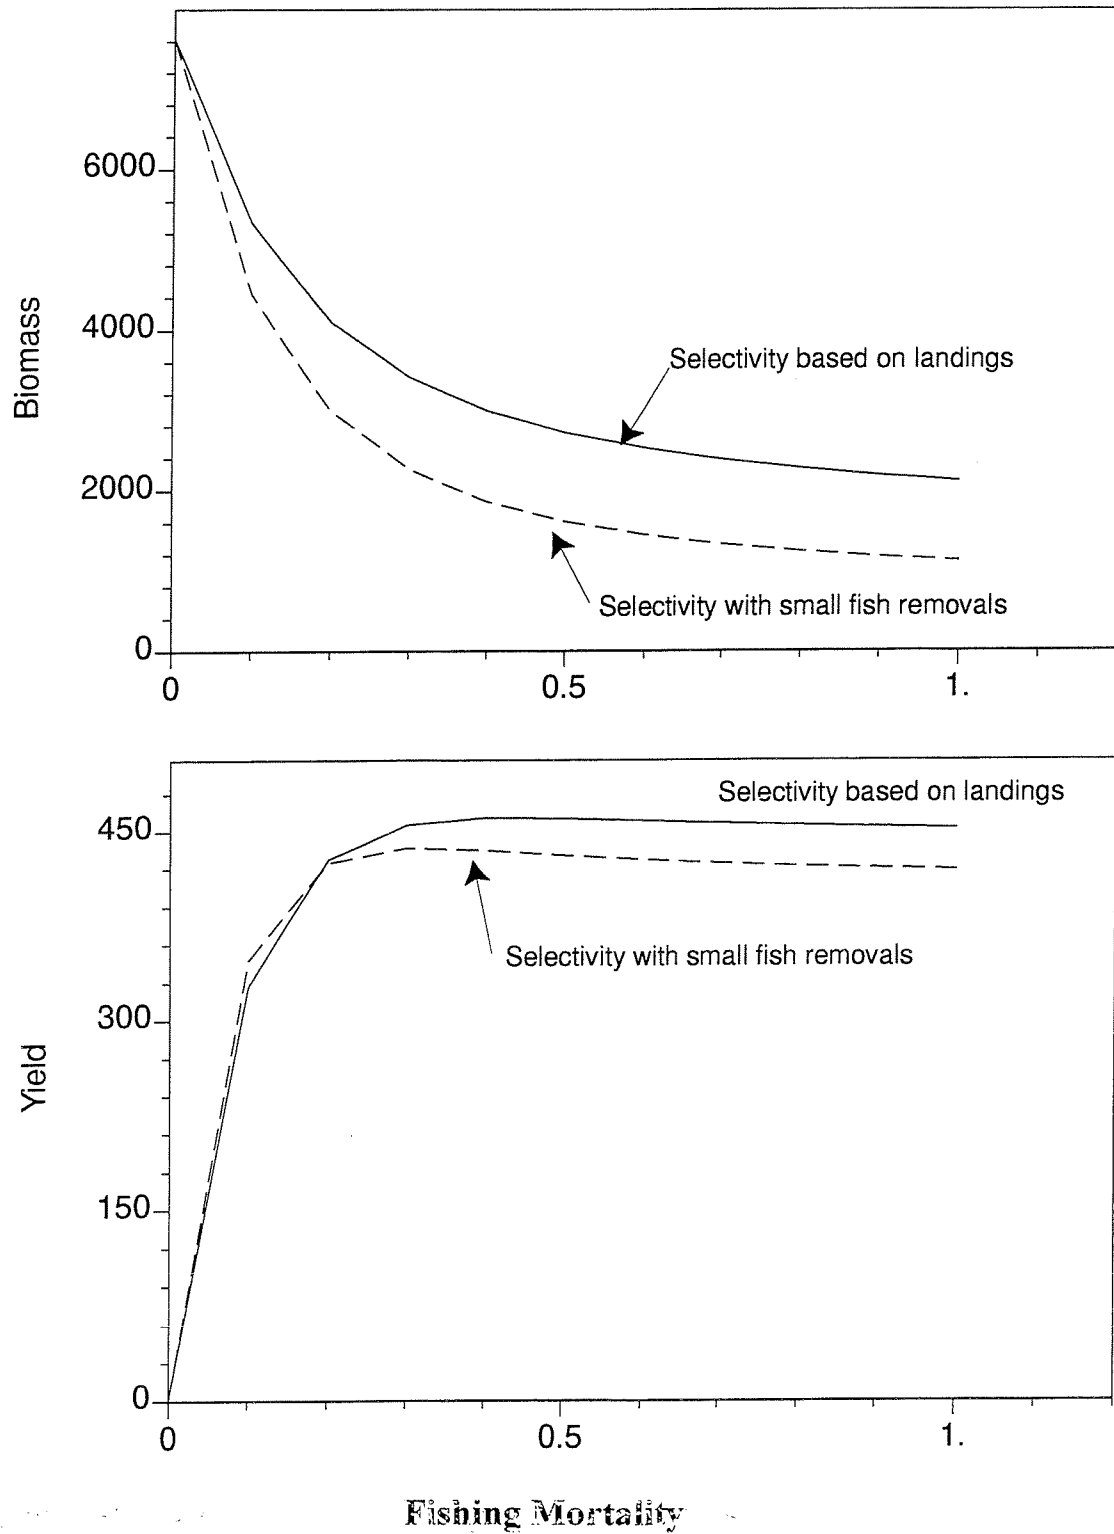 6000
4000
2000
0
Biomass
Selectivity based on landings
Selectivity with small fish removals
0 0.5 1.
450
300
150
0
Yield
Selectivity based on landings
Selectivity with small fish removals
0 0.5 1.
Fishing Mortality